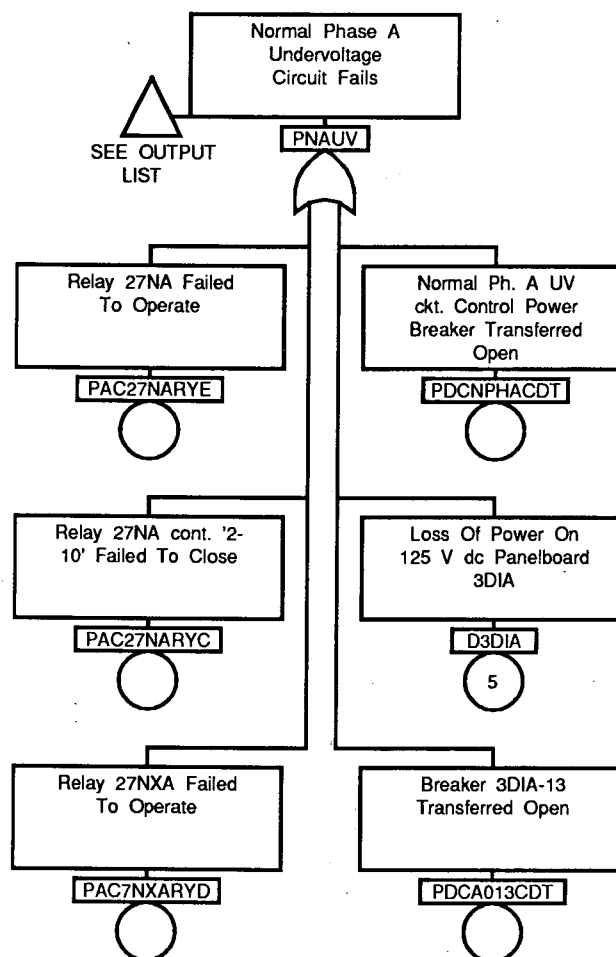 Normal Phase A
Undervoltage
Circuit Fails
SEE OUTPUT
LIST
PNAUV
Relay 27NA Failed
To Operate
PAC27NARYE
Normal Ph. A UV
ckt. Control Power
Breaker Transferred
Open
PDCNPHACDT
Relay 27NA cont. '2-
10' Failed To Close
PAC27NARYC
Loss Of Power On
125 V dc Panelboard
3DIA
D3DIA
5
Relay 27NXA Failed
To Operate
PAC7NXARYD
Breaker 3DIA-13
Transferred Open
PDCA013CDT